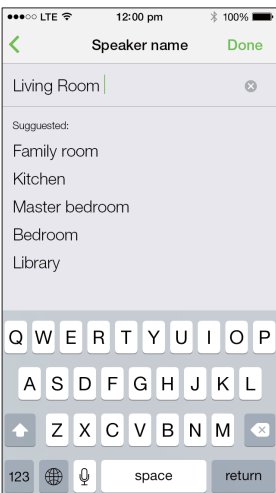 LTE 12:00 pm 100%
Speaker name Done
Living Room
Sugguested:
Family room
Kitchen
Master bedroom
Bedroom
Library
Q W E R T Y U I O P
A S D F G H J K L
Z X C V B N M
123 space return